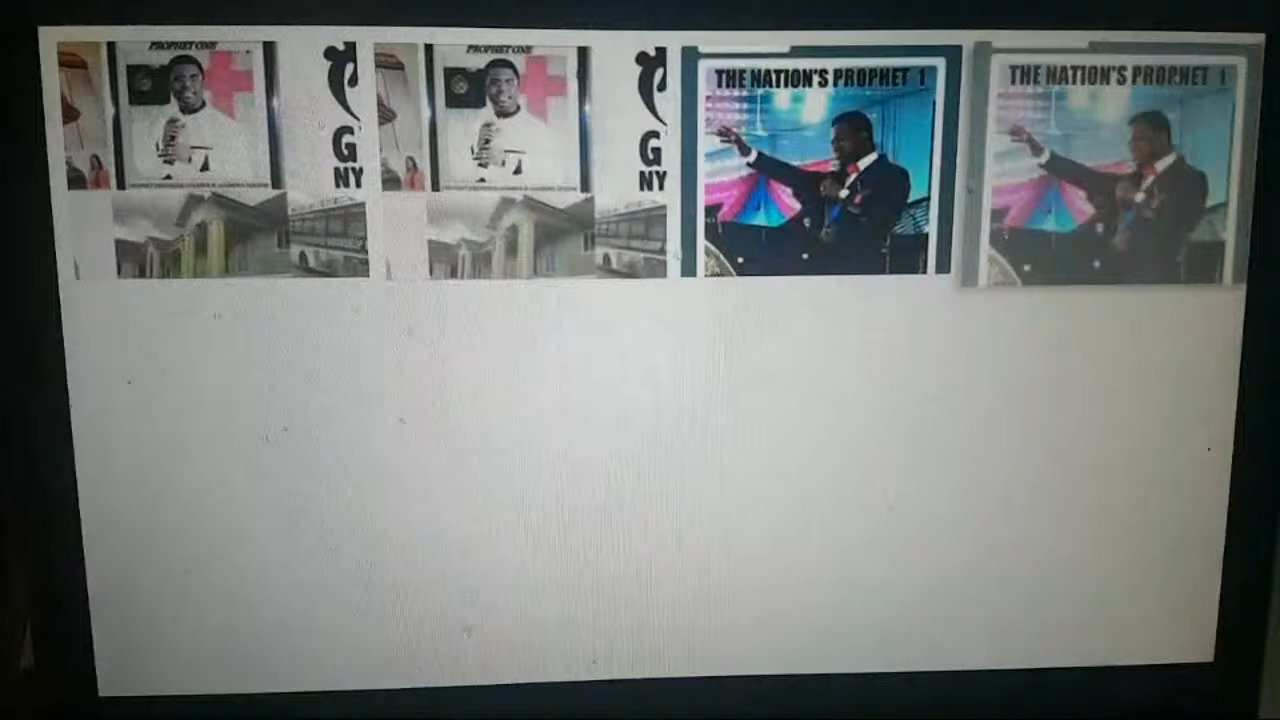 PROPHET ONE
G
NY
PROPHET ONE
G
NY
THE NATION'S PROPHET 1
THE NATION'S PROPHET 1